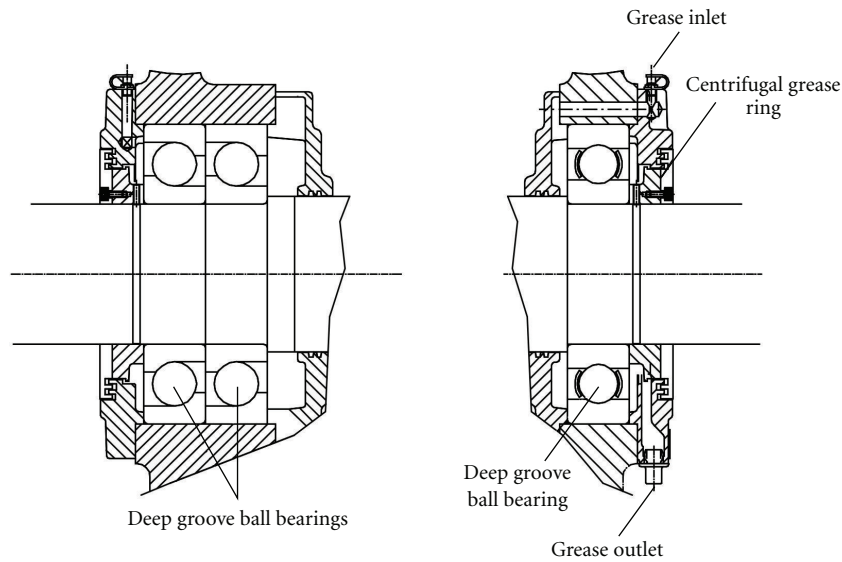 Grease inlet
Centrifugal grease
ring
Deep groove
ball bearing
Deep groove ball bearings
Grease outlet